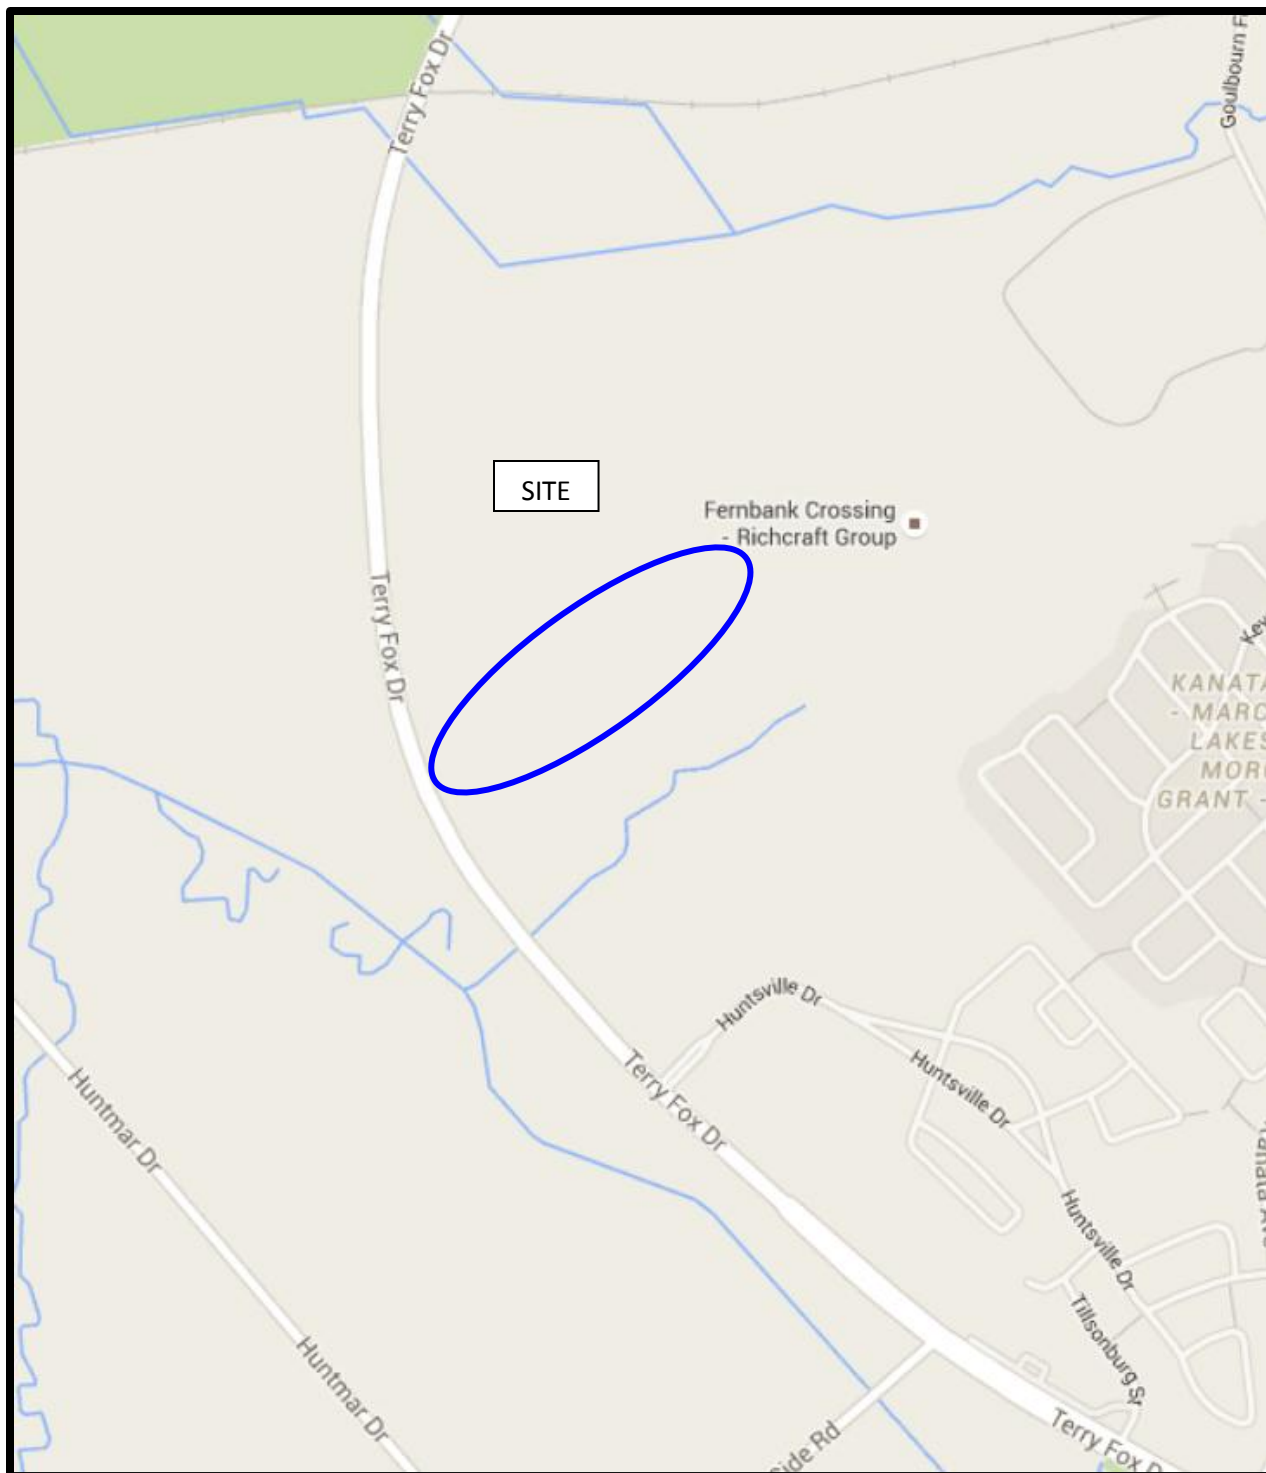 Terry Fox Dr
Goulbourn F
SITE
Fernbank Crossing
- Richcraft Group
Terry Fox Dr
KANATA
- MARC
LAKES
MOR
GRANT -
Huntsville Dr
Huntsville Dr
Terry Fox Dr
Huntmar Dr
Huntsville Dr
Tillsonburg St
Huntmar Dr
Side Rd
Terry Fox D